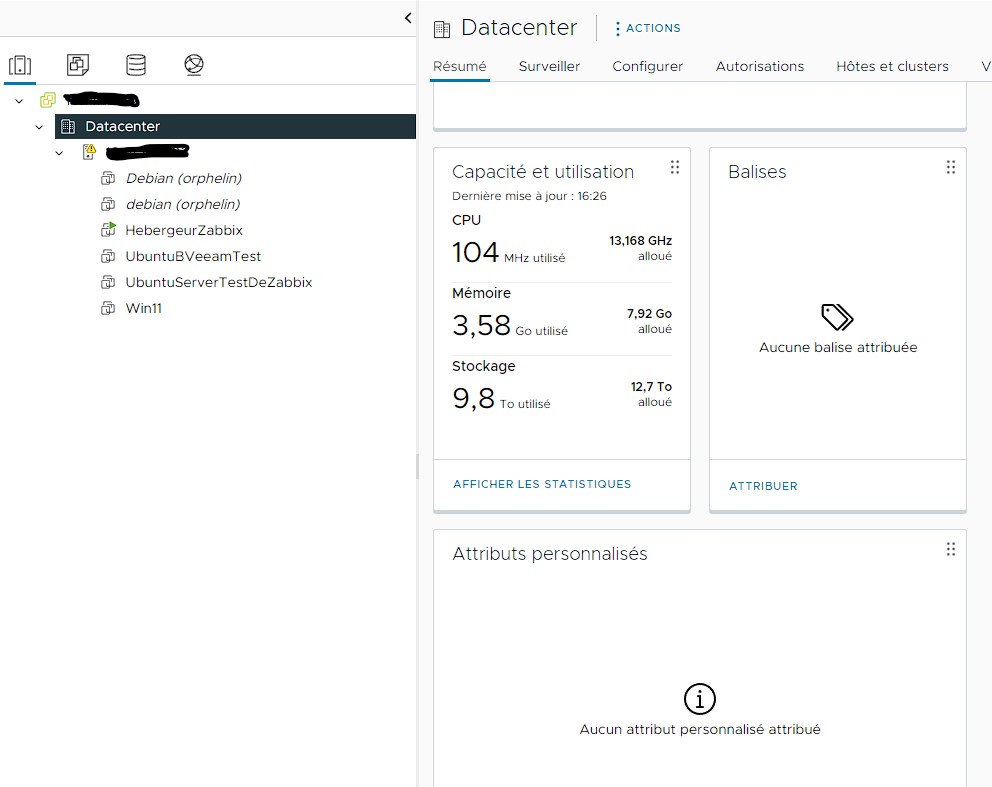 Datacenter
Debian (orphelin)
debian (orphelin)
HebergeurZabbix
UbuntuBVeeamTest
UbuntuServerTestDeZabbix
Win11
Datacenter
ACTIONS
Résumé Surveiller Configurer Autorisations Hôtes et clusters V
Capacité et utilisation
Dernière mise à jour : 16:26
CPU
104 MHz utilisé
13,168 GHz
alloué
Mémoire
3,58 Go utilisé
7,92 Go
alloué
Stockage
9,8 To utilisé
12,7 To
alloué
AFFICHER LES STATISTIQUES
Balises
Aucune balise attribuée
ATTRIBUER
Attributs personnalisés
Aucun attribut personnalisé attribué